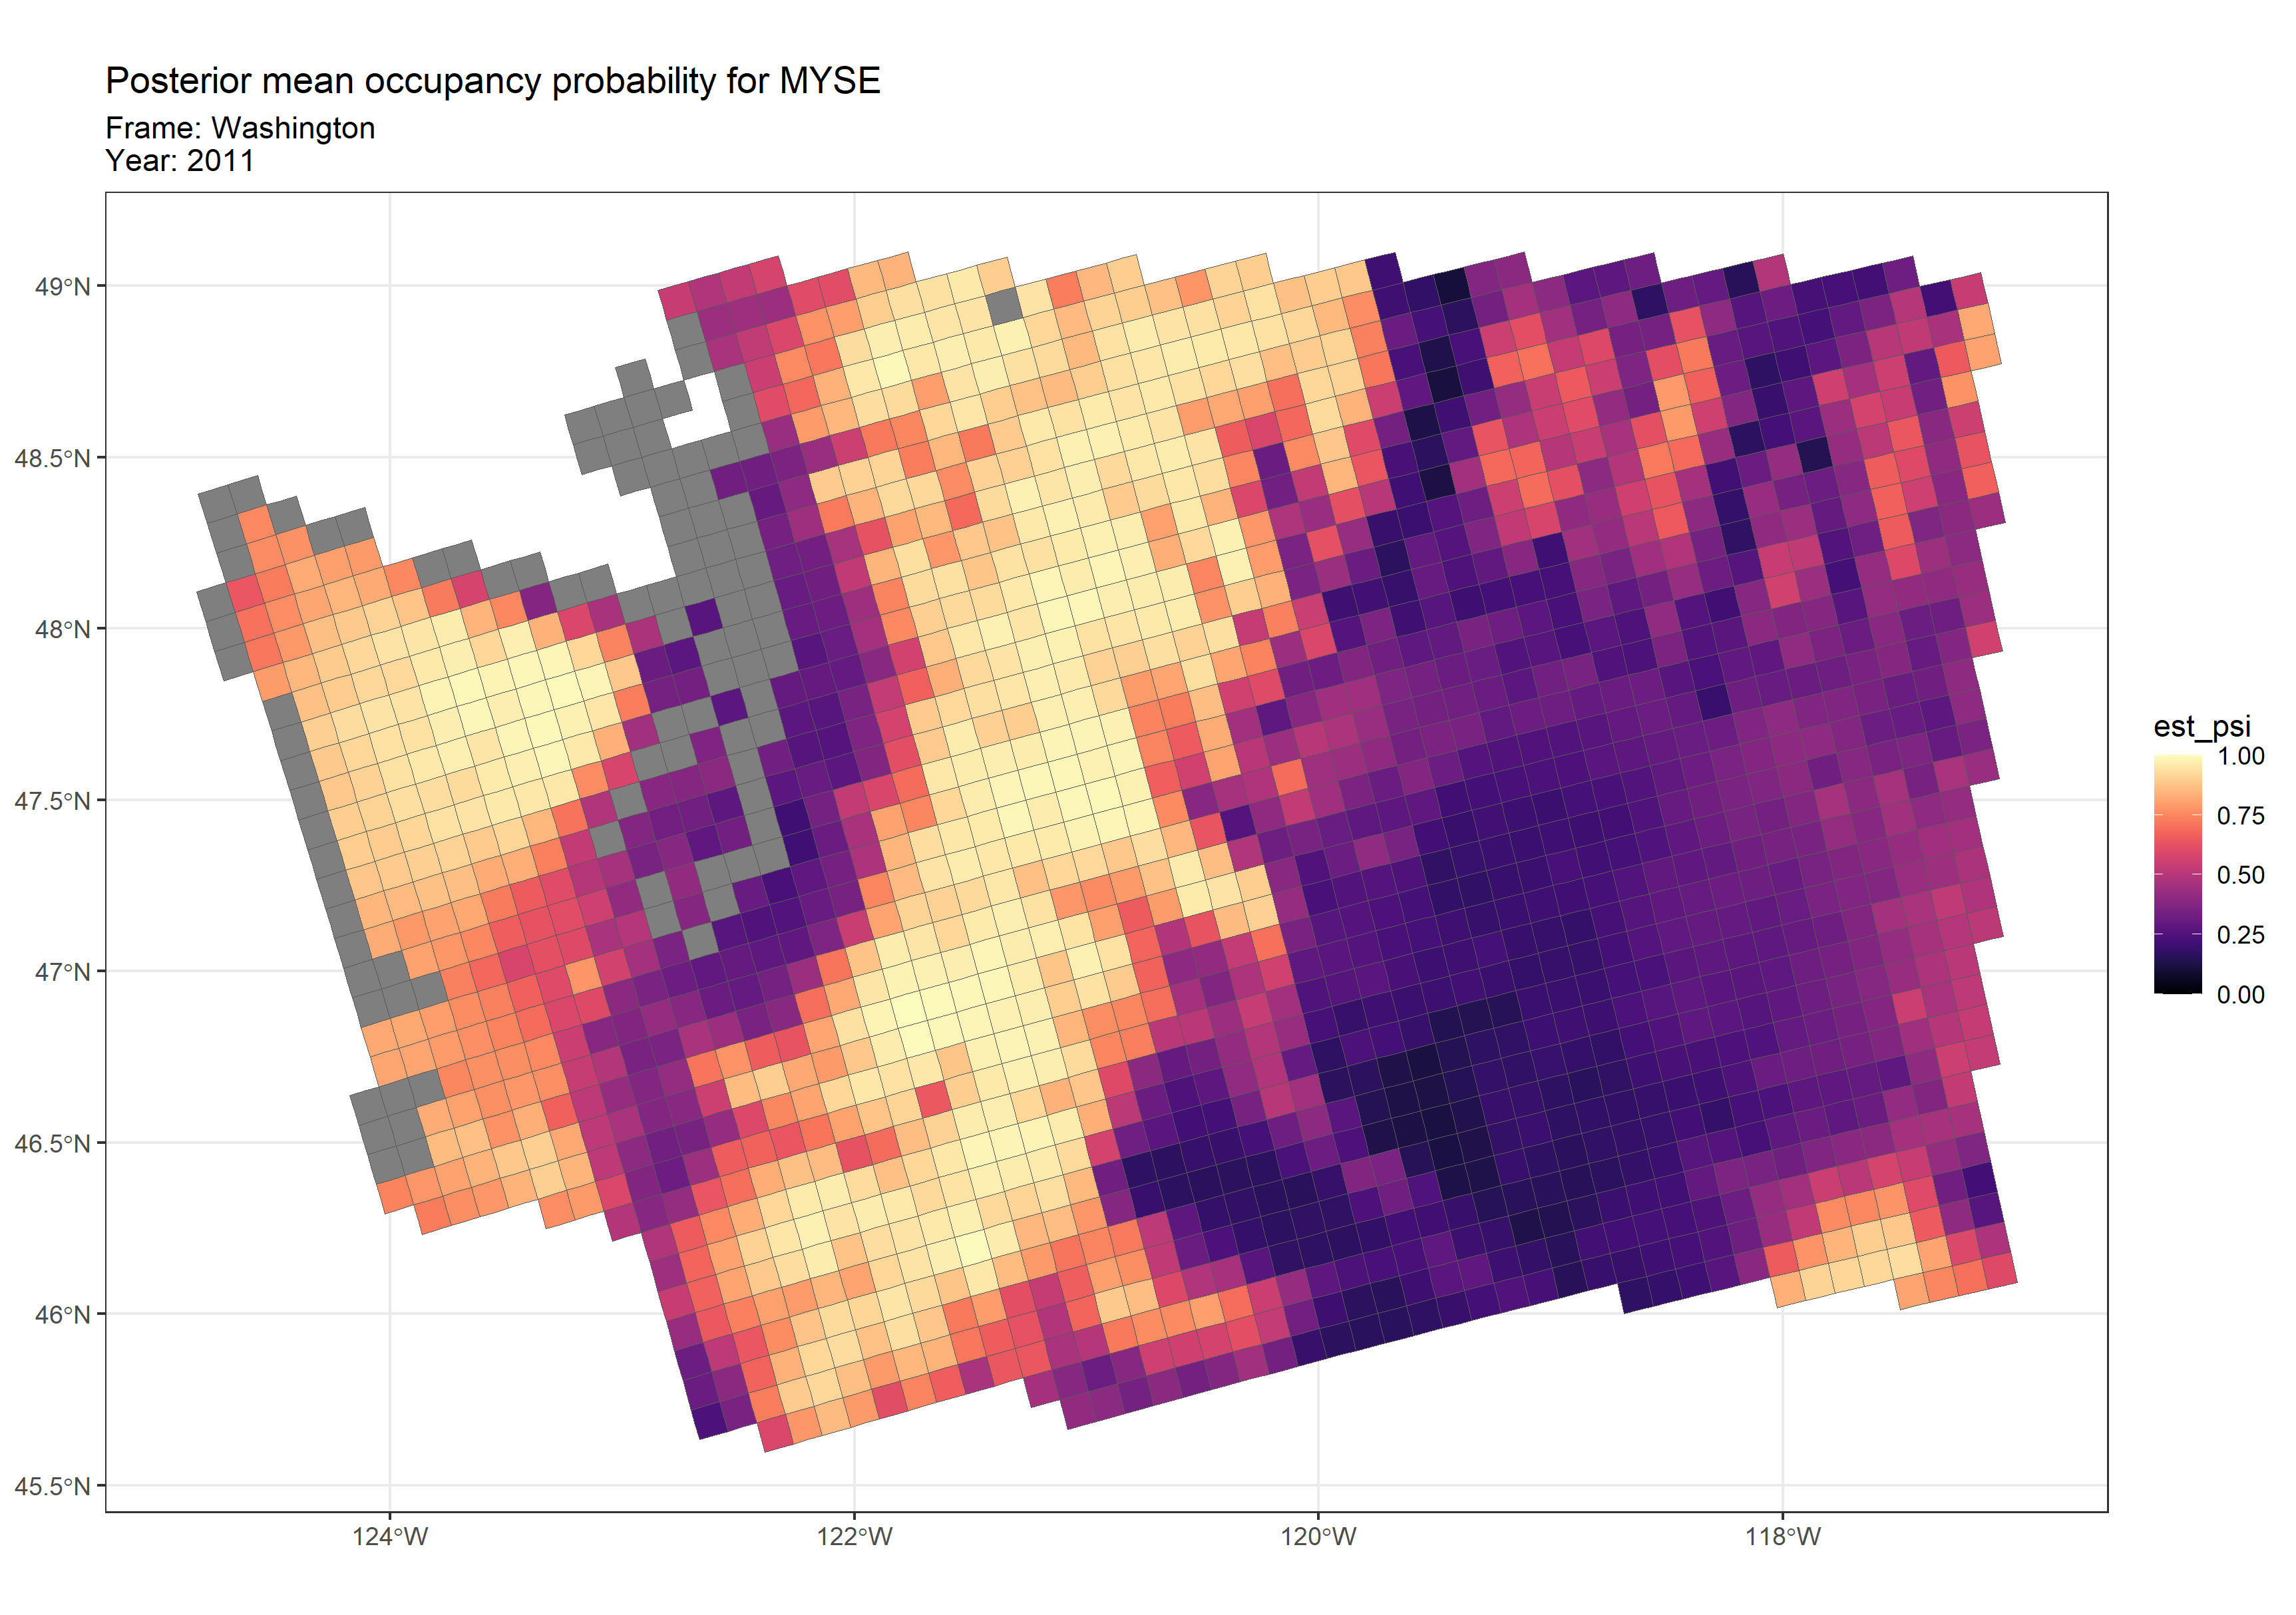 Posterior mean occupancy probability for MYSE
Frame: Washington
Year: 2011
49°N
48.5°N
48°N
47.5°N
47°N
46.5°N
46°N
45.5°N
124°W
122°W
120°W
118°W
est_psi
1.00
0.75
0.50
0.25
0.00